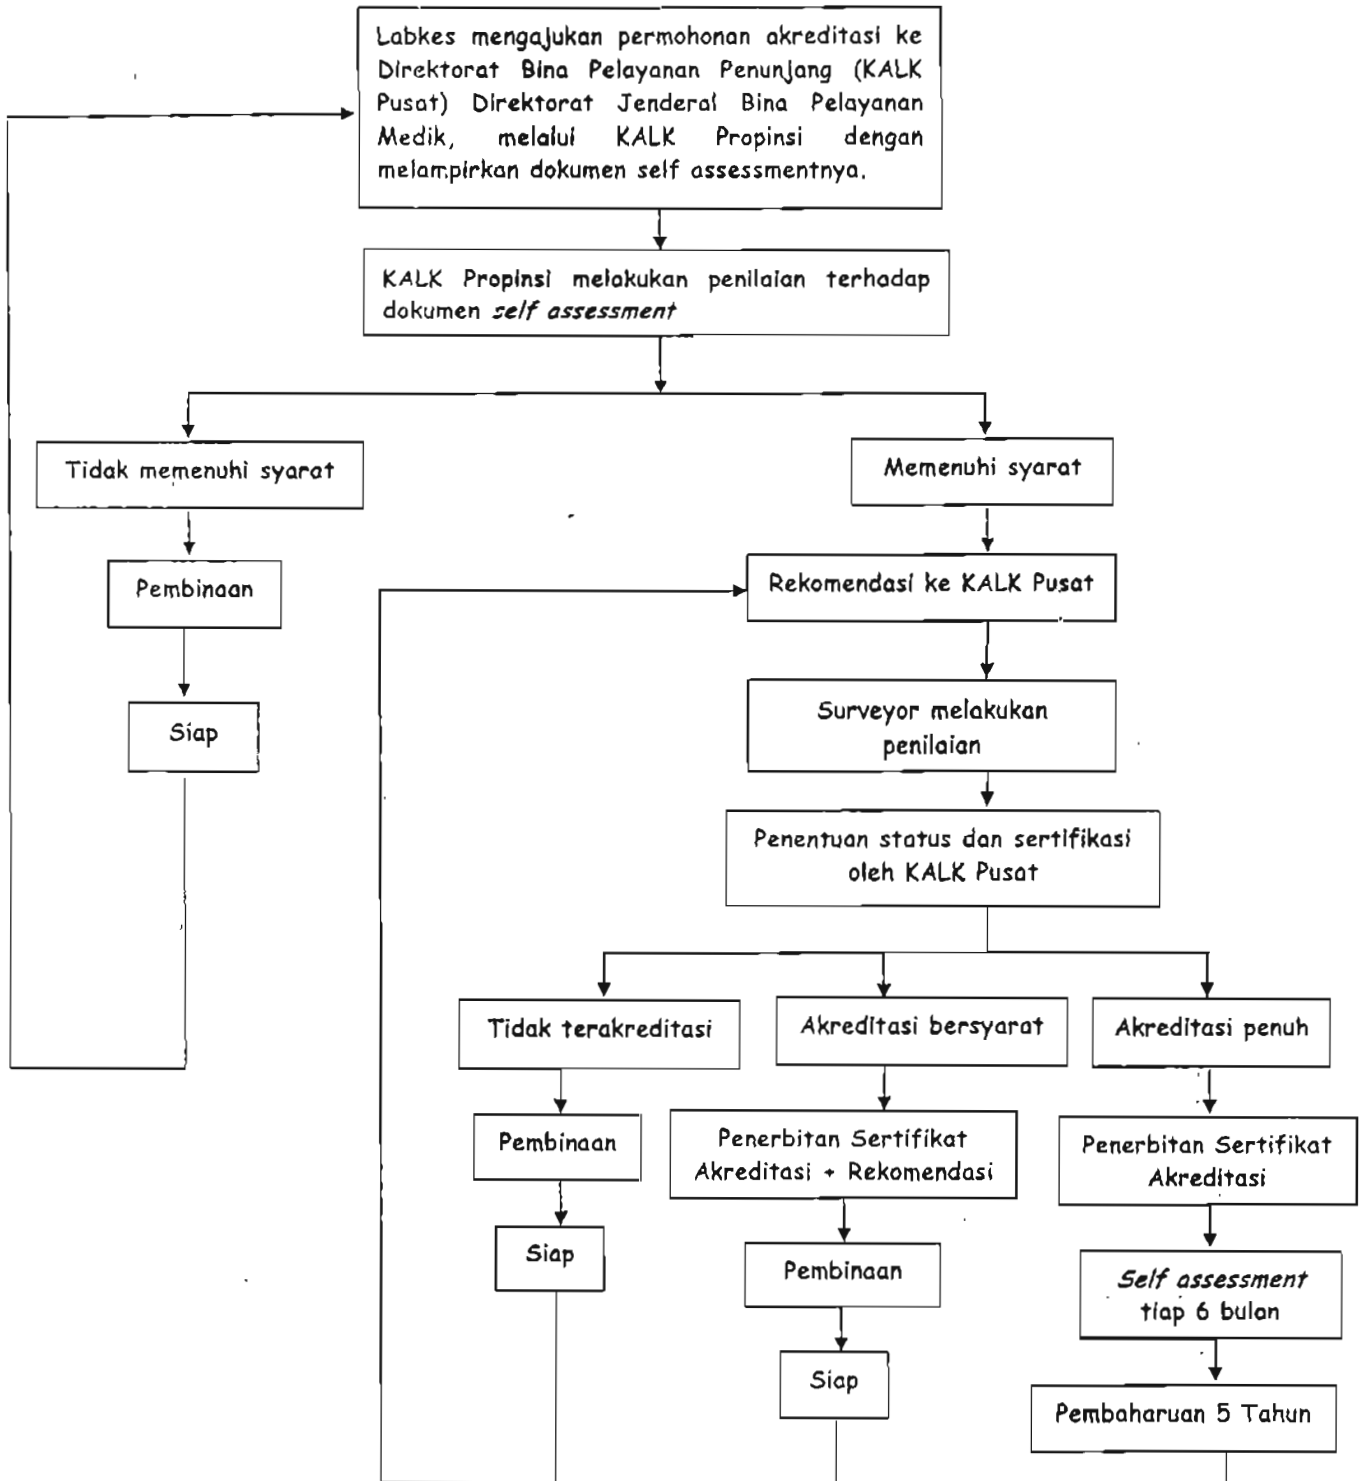 Labkes mengajukan permohonan akreditasi ke
Direktorat Bina Pelayanan Penunjang (KALK
Pusat) Direktorat Jenderal Bina Pelayanan
Medik, melalui KALK Propinsi dengan
melampirkan dokumen self assessmentnya.
KALK Propinsi melakukan penilaian terhadap
dokumen self assessment
Tidak memenuhi syarat
Memenuhi syarat
Pembinaan
Rekomendasi ke KALK Pusat
Siap
Surveyor melakukan
penilaian
Penentuan status dan sertifikasi
oleh KALK Pusat
Tidak terakreditasi
Akreditasi bersyarat
Akreditasi penuh
Pembinaan
Penerbitan Sertifikat
Akreditasi + Rekomendasi
Penerbitan Sertifikat
Akreditasi
Siap
Pembinaan
Self assessment
tiap 6 bulan
Siap
Pembaharuan 5 Tahun